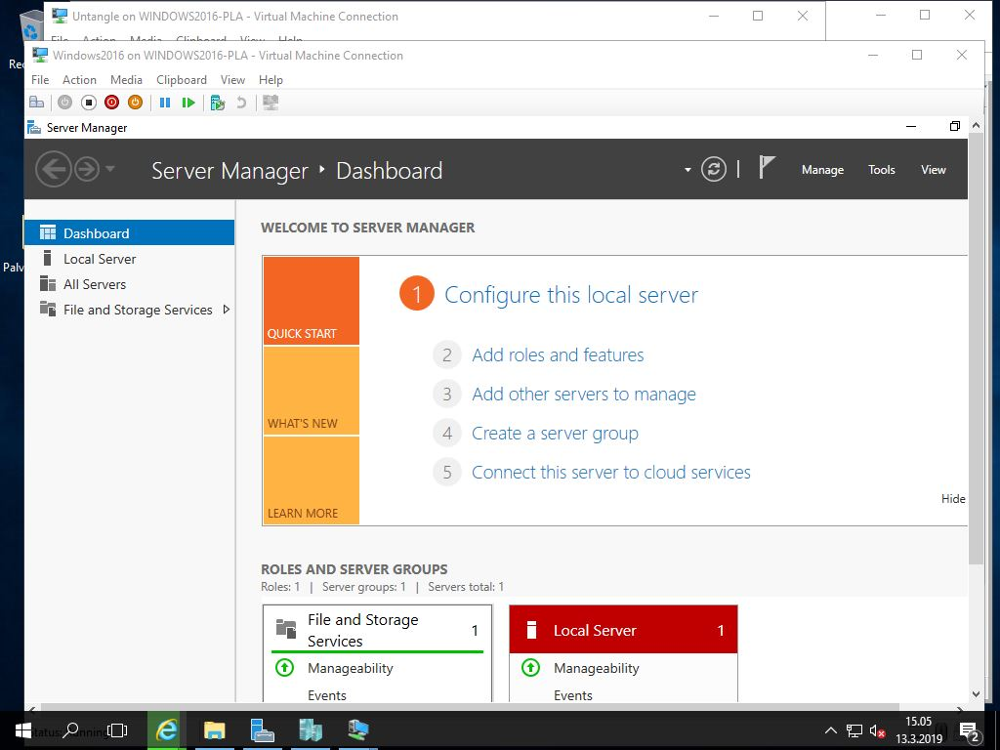 Untangle on WINDOWS2016-PLA - Virtual Machine Connection
File Action Media Clipboard View Help
Windows2016 on WINDOWS2016-PLA - Virtual Machine Connection
File Action Media Clipboard View Help
Server Manager
Server Manager Dashboard
Manage Tools View
Dashboard
Local Server
All Servers
File and Storage Services
WELCOME TO SERVER MANAGER
QUICK START
WHAT'S NEW
LEARN MORE
1 Configure this local server
2 Add roles and features
3 Add other servers to manage
4 Create a server group
5 Connect this server to cloud services
Hide
ROLES AND SERVER GROUPS
Roles: 1 | Server groups: 1 | Servers total: 1
File and Storage
Services 1
Manageability
Events
Local Server 1
Manageability
Events
Rec
Palv
15.05
13.3.2019
2